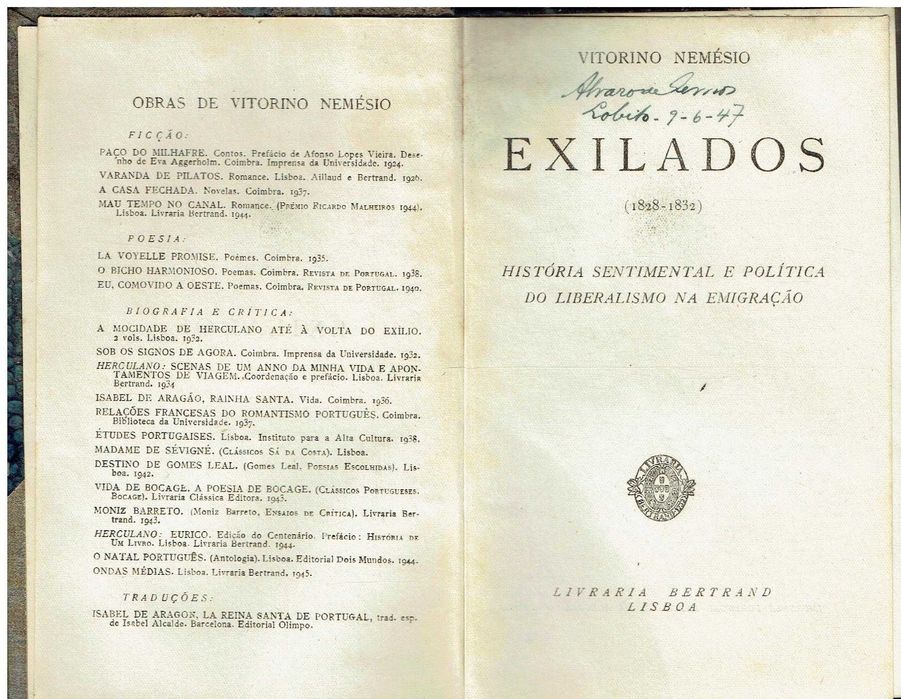 OBRAS DE VITORINO NEMÉSIO
FICÇÃO:
PAÇO DO MILHAFRE. Contos. Prefácio de Afonso Lopes Vieira. Dese-
nho de Eva Aggerholm. Coimbra. Imprensa da Universidade. 1924.
VARANDA DE PILATOS. Romance. Lisboa. Aillaud e Bertrand. 1926.
A CASA FECHADA. Novelas. Coimbra. 1937.
MAU TEMPO NO CANAL. Romance. (PRÉMIO RICARDO MALHEIROS 1944).
Lisboa. Livraria Bertrand. 1944.
POESIA:
LA VOYELLE PROMISE. Poémes. Coimbra. 1935.
O BICHO HARMONIOSO. Poemas. Coimbra. REVISTA DE PORTUGAL. 1938.
EU, COMOVIDO A OESTE. Poemas. Coimbra. REVISTA DE PORTUGAL. 1940.
BIOGRAFIA E CRÍTICA:
A MOCIDADE DE HERCULANO ATÉ À VOLTA DO EXÍLIO.
2 vols. Lisboa. 1932.
SOB OS SIGNOS DE AGORA. Coimbra. Imprensa da Universidade. 1932.
HERCULANO: SCENAS DE UM ANNO DA MINHA VIDA E APON-
TAMENTOS DE VIAGEM. Coordenação e prefácio. Lisboa. Livraria
Bertrand. 1934
ISABEL DE ARAGÃO, RAINHA SANTA. Vida. Coimbra. 1936.
RELAÇÕES FRANCESAS DO ROMANTISMO PORTUGUÊS. Coimbra.
Biblioteca da Universidade. 1937.
ÉTUDES PORTUGAISES. Lisboa. Instituto para a Alta Cultura. 1938.
MADAME DE SÉVIGNÉ. (CLÁSSICOS SÁ DA COSTA). Lisboa.
DESTINO DE GOMES LEAL. (Gomes Leal. POESIAS ESCOLHIDAS). Lis-
boa. 1942.
VIDA DE BOCAGE. A POESIA DE BOCAGE. (CLÁSSICOS PORTUGUESES.
BOCAGE). Livraria Clássica Editora. 1943.
MONIZ BARRETO. (Moniz Barreto, ENSAIOS DE CRÍTICA). Livraria Ber-
trand. 1943.
HERCULANO: EURICO. Edição do Centenário. Prefácio: HISTÓRIA DE
UM LIVRO. Lisboa. Livraria Bertrand. 1944.
O NATAL PORTUGUÊS. (Antologia). Lisboa. Editorial Dois Mundos. 1944.
ONDAS MÉDIAS. Lisboa. Livraria Bertrand. 1945.
TRADUÇÕES:
ISABEL DE ARAGON, LA REINA SANTA DE PORTUGAL, trad. esp.
de Isabel Alcalde. Barcelona. Editorial Olimpo.
VITORINO NEMÉSIO
Alvaro de Lemos
Lobito - 9-6-47
EXILADOS
(1828-1832)
HISTÓRIA SENTIMENTAL E POLÍTICA
DO LIBERALISMO NA EMIGRAÇÃO
LIVRARIA
BERTRAND
LIVRARIA BERTRAND
LISBOA